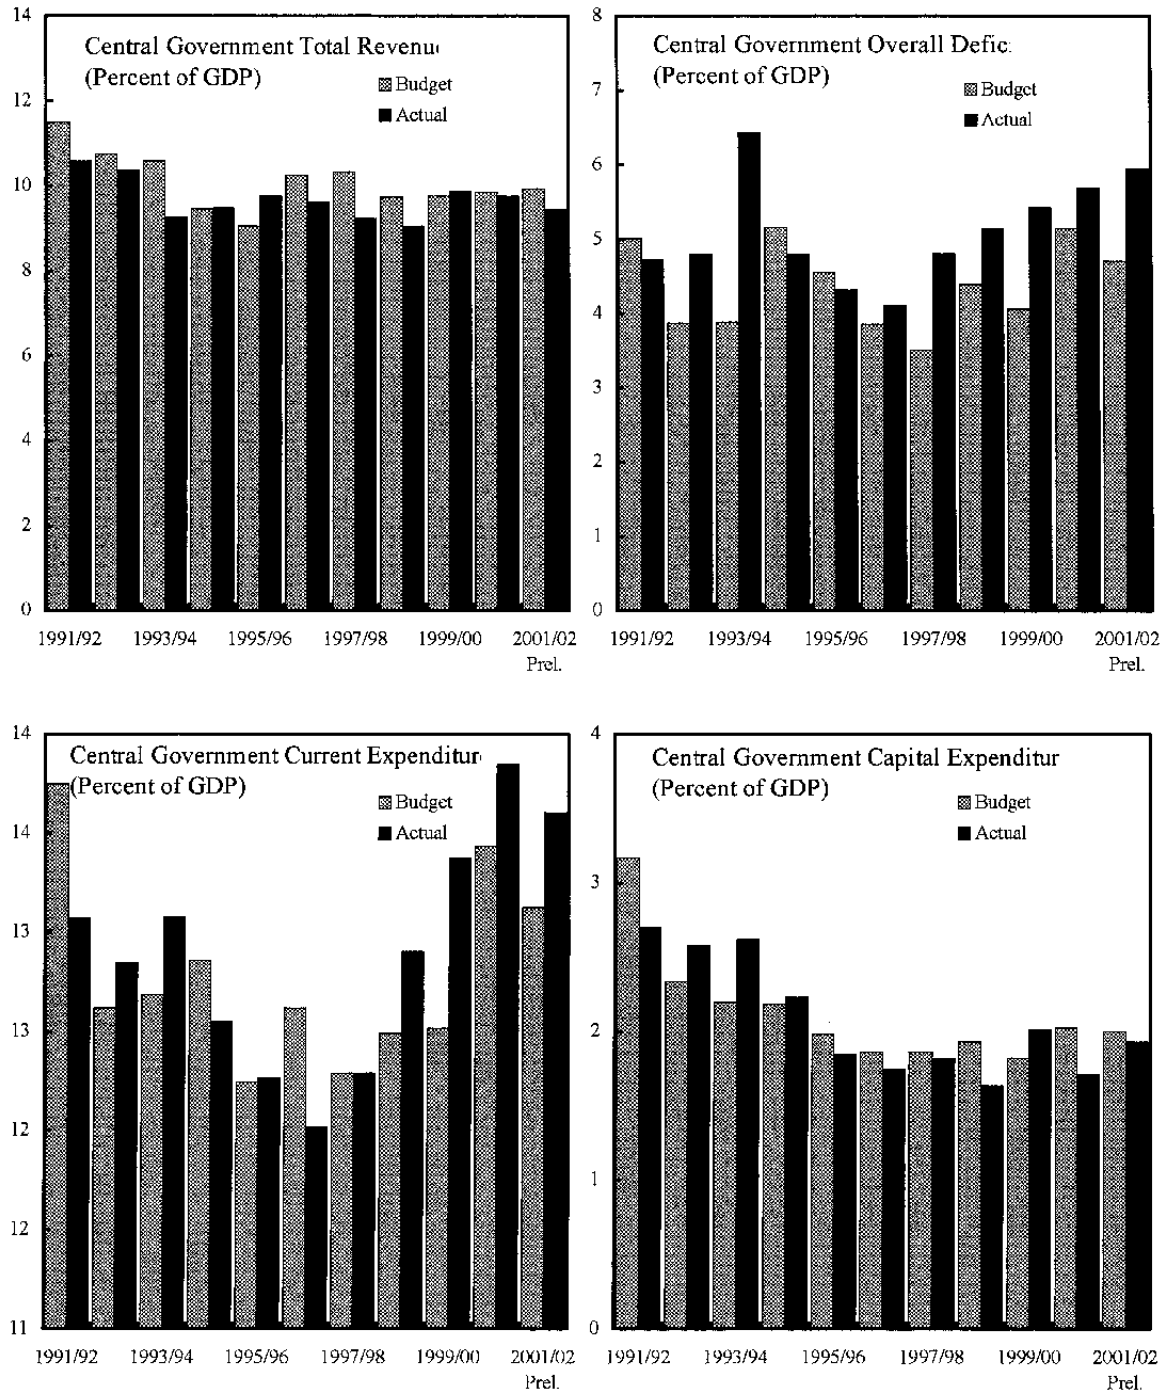 Central Government Total Revenu
(Percent of GDP)
Budget
Actual
14
12
10
8
6
4
2
0
1991/92 1993/94 1995/96 1997/98 1999/00 2001/02
Prel.
Central Government Overall Defic
(Percent of GDP)
Budget
Actual
8
7
6
5
4
3
2
1
0
1991/92 1993/94 1995/96 1997/98 1999/00 2001/02
Prel.
Central Government Current Expenditur
(Percent of GDP)
Budget
Actual
14
14
13
13
12
12
11
1991/92 1993/94 1995/96 1997/98 1999/00 2001/02
Prel.
Central Government Capital Expenditur
(Percent of GDP)
Budget
Actual
4
3
2
1
0
1991/92 1993/94 1995/96 1997/98 1999/00 2001/02
Prel.